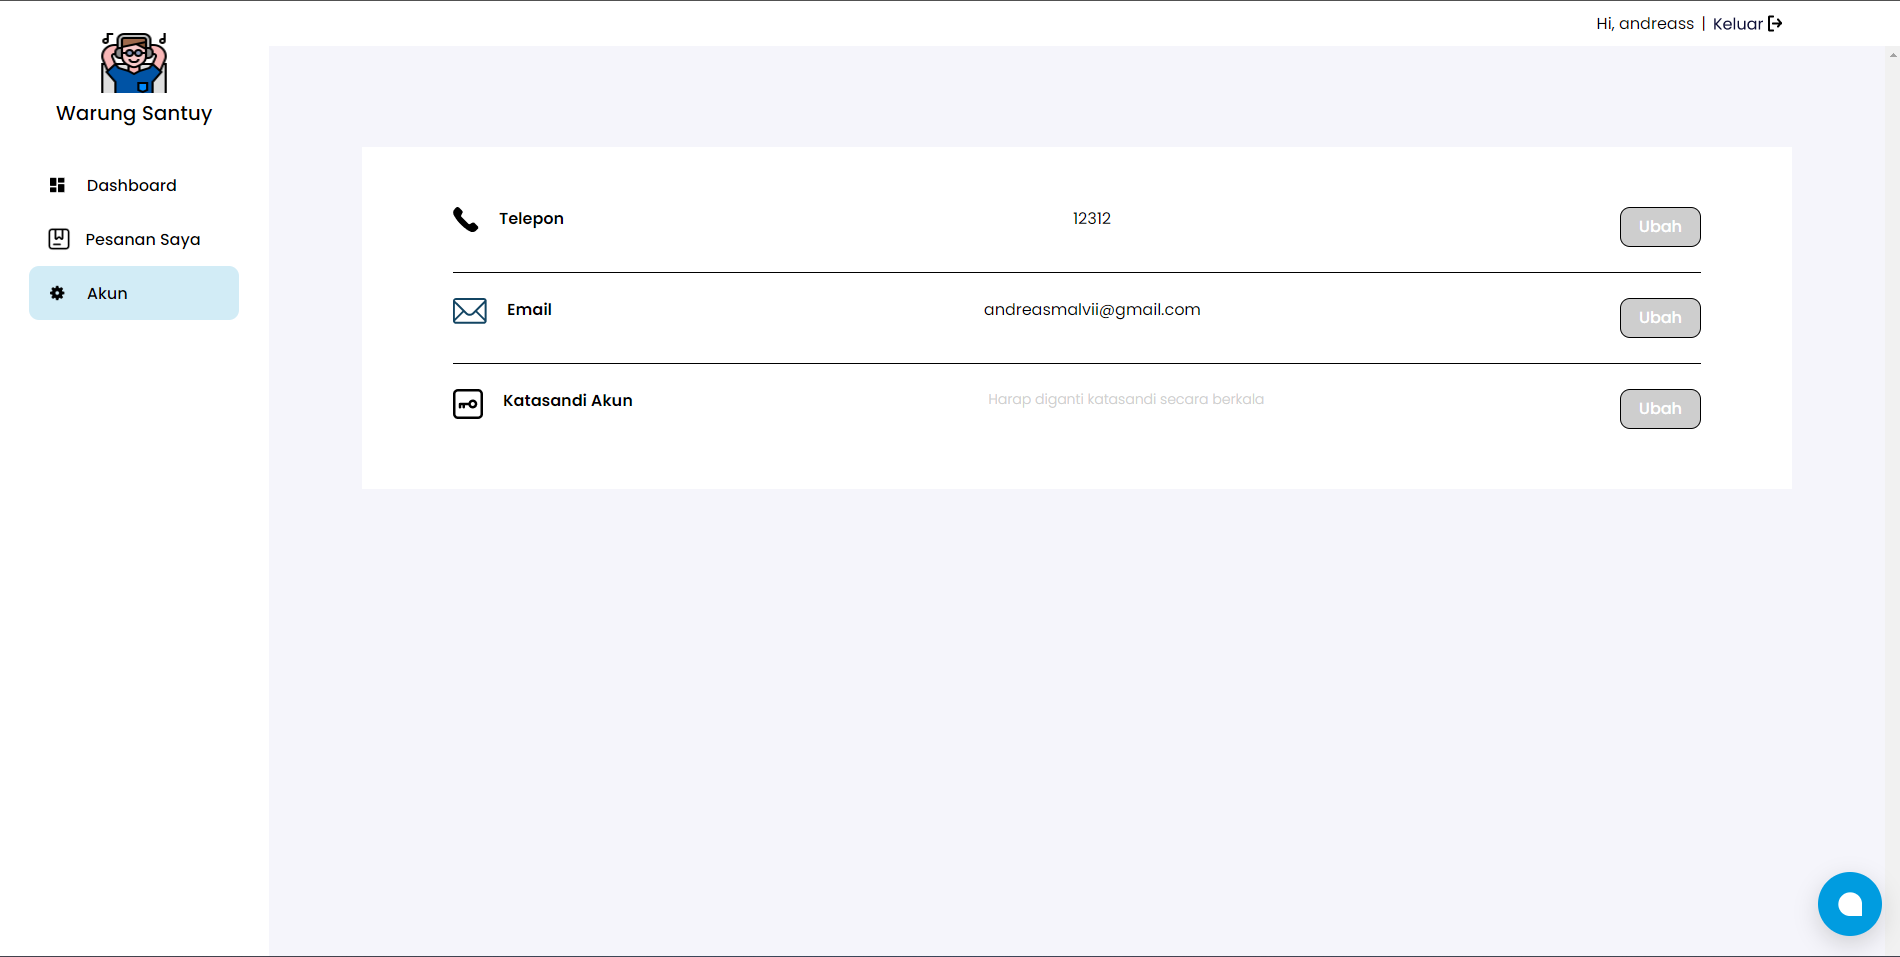 Hi, andreass | Keluar
Warung Santuy
Dashboard
Pesanan Saya
Akun
Telepon 12312 Ubah
Email andreasmalvii@gmail.com Ubah
Katasandi Akun Harap diganti katasandi secara berkala Ubah